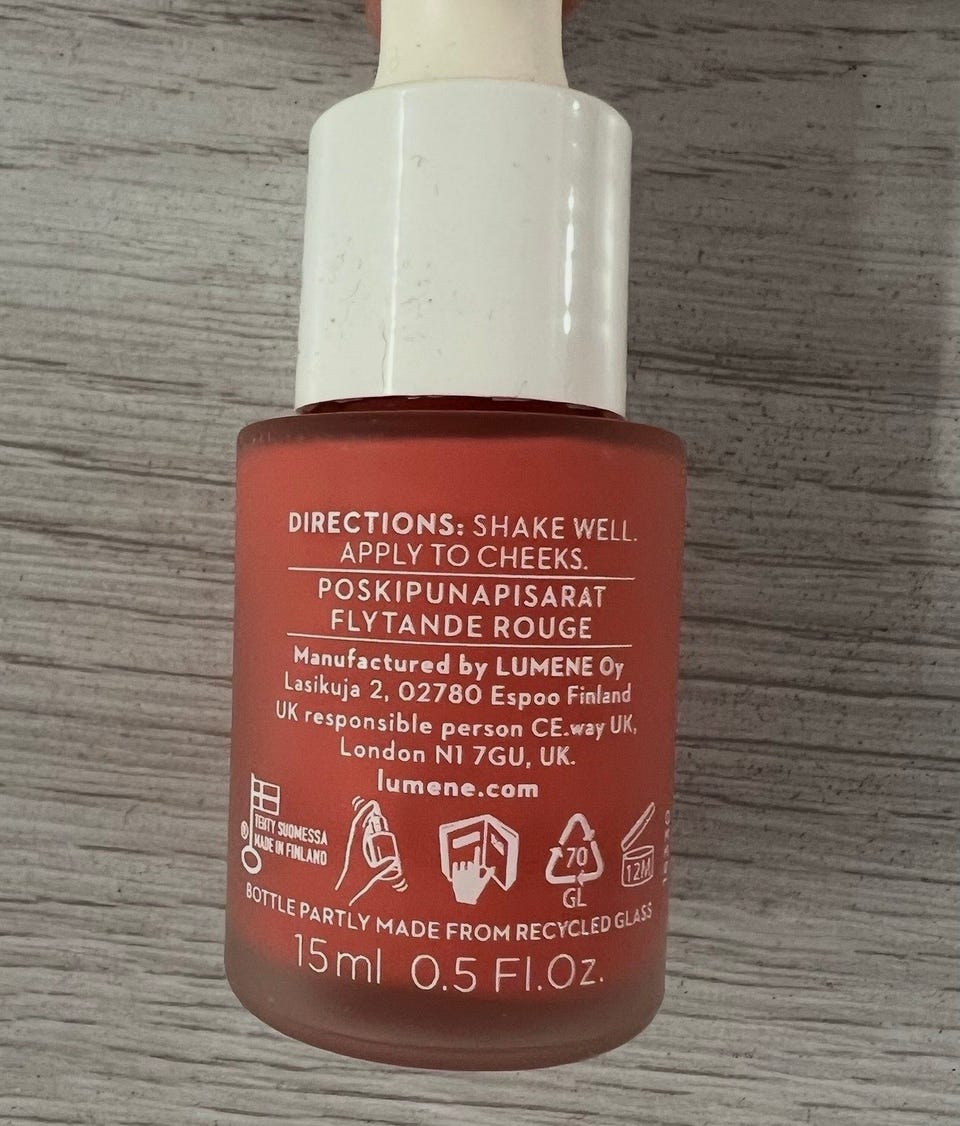 DIRECTIONS: SHAKE WELL.
APPLY TO CHEEKS.
POSKIPUNAPISARAT
FLYTANDE ROUGE
Manufactured by LUMENE Oy
Lasikuja 2, 02780 Espoo Finland
UK responsible person CE.way UK,
London N1 7GU, UK.
lumene.com
TEHTY SUOMESSA
MADE IN FINLAND
70
GL
12M
BOTTLE PARTLY MADE FROM RECYCLED GLASS
15ml 0.5 Fl.Oz.